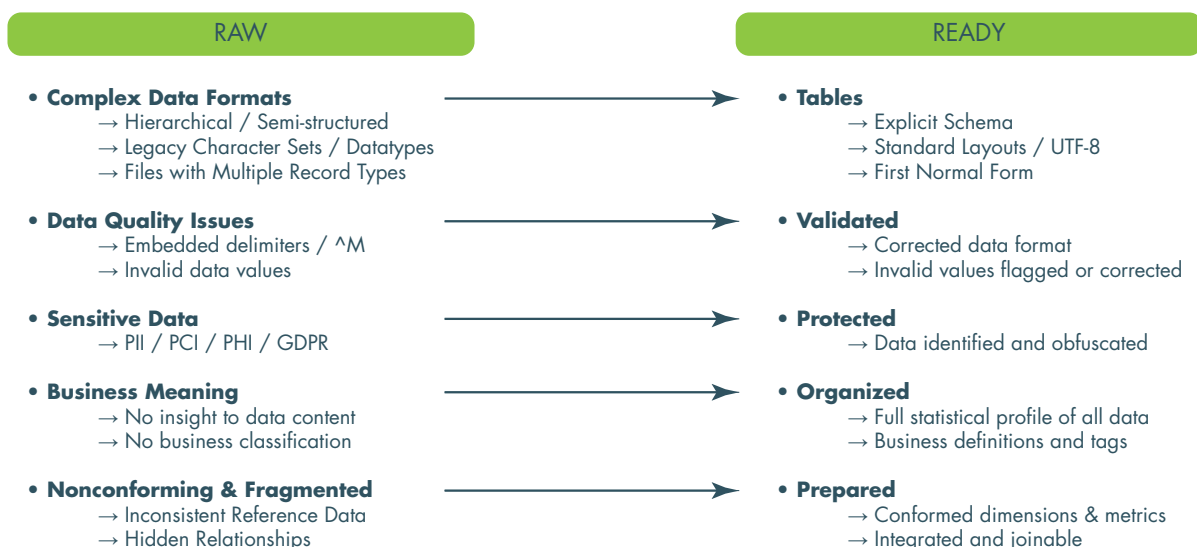 RAW
READY
• Complex Data Formats
→ Hierarchical / Semi-structured
→ Legacy Character Sets / Datatypes
→ Files with Multiple Record Types
• Tables
→ Explicit Schema
→ Standard Layouts / UTF-8
→ First Normal Form
• Data Quality Issues
→ Embedded delimiters / ^M
→ Invalid data values
• Validated
→ Corrected data format
→ Invalid values flagged or corrected
• Sensitive Data
→ PII / PCI / PHI / GDPR
• Protected
→ Data identified and obfuscated
• Business Meaning
→ No insight to data content
→ No business classification
• Organized
→ Full statistical profile of all data
→ Business definitions and tags
• Nonconforming & Fragmented
→ Inconsistent Reference Data
→ Hidden Relationships
• Prepared
→ Conformed dimensions & metrics
→ Integrated and joinable